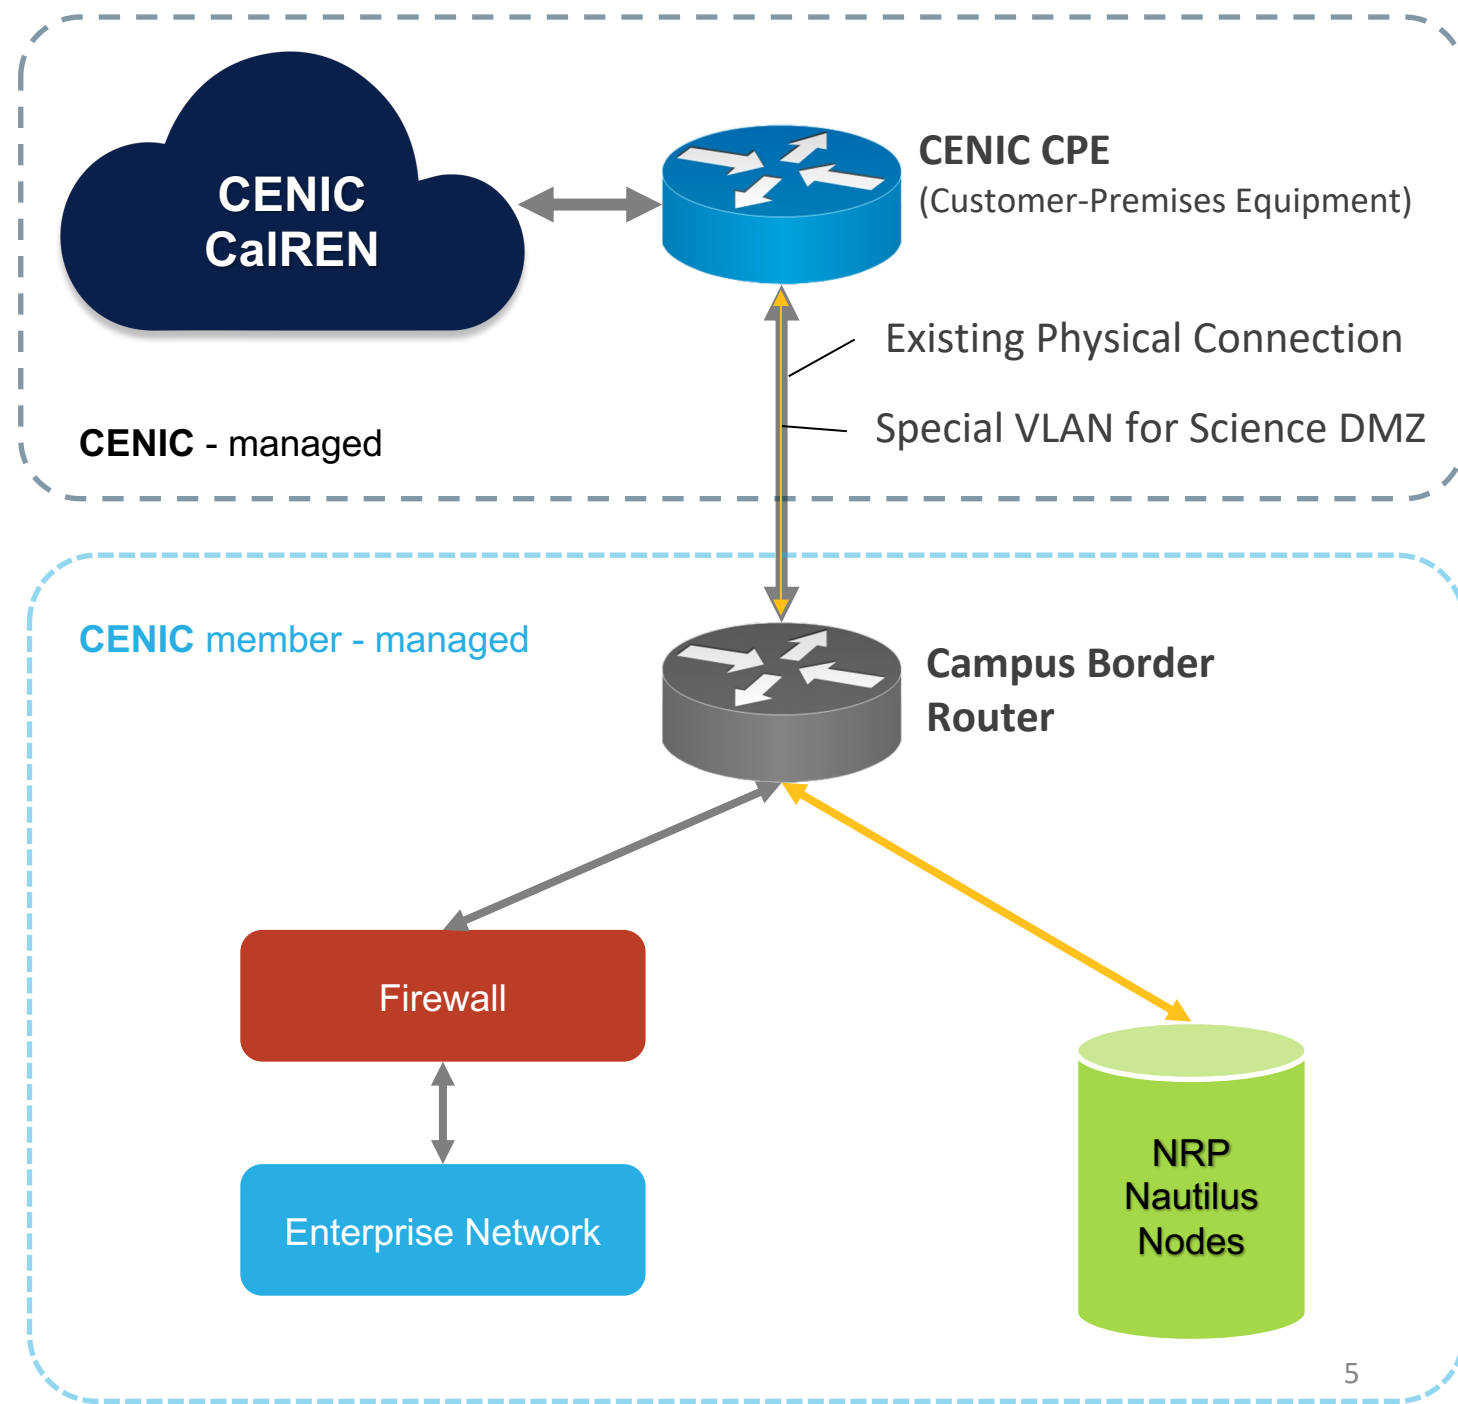 CENIC
CalREN
CENIC CPE
(Customer-Premises Equipment)
Existing Physical Connection
Special VLAN for Science DMZ
CENIC - managed
CENIC member - managed
Campus Border
Router
Firewall
Enterprise Network
NRP
Nautilus
Nodes
5